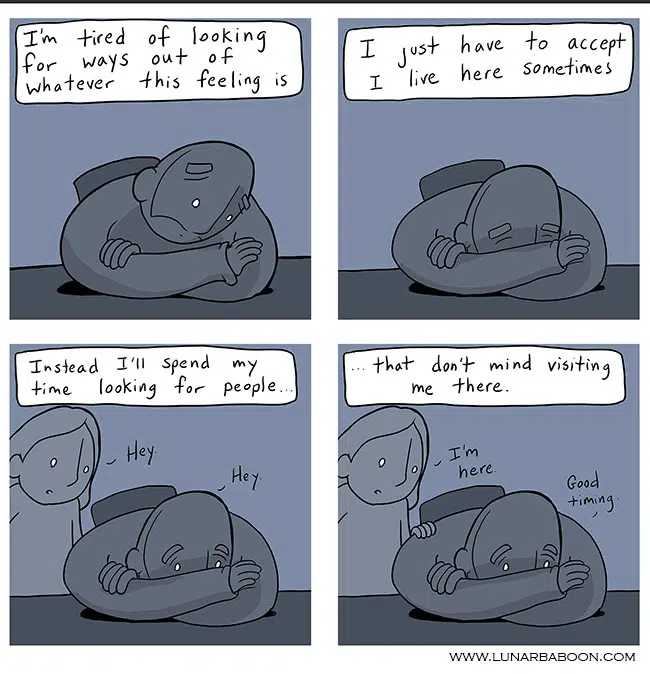 I'm tired of looking
for ways out of
whatever this feeling is
I just have to accept
I live here sometimes
Instead I'll spend my
time looking for people...
Hey.
Hey.
... that don't mind visiting
me there.
I'm
here.
Good
timing.
WWW.LUNARBABOON.COM